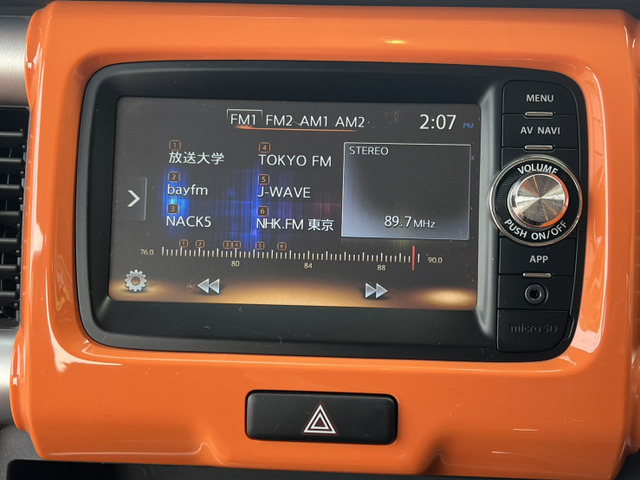 FM1 FM2 AM1 AM2 2:07 PM
1 放送大学 4 TOKYO FM STEREO
2 bayfm 5 J-WAVE
3 NACK5 6 NHK.FM 東京 89.7MHz
76.0 80 84 88 90.0
MENU
AV NAVI
VOLUME
PUSH ON/OFF
APP
micro SD